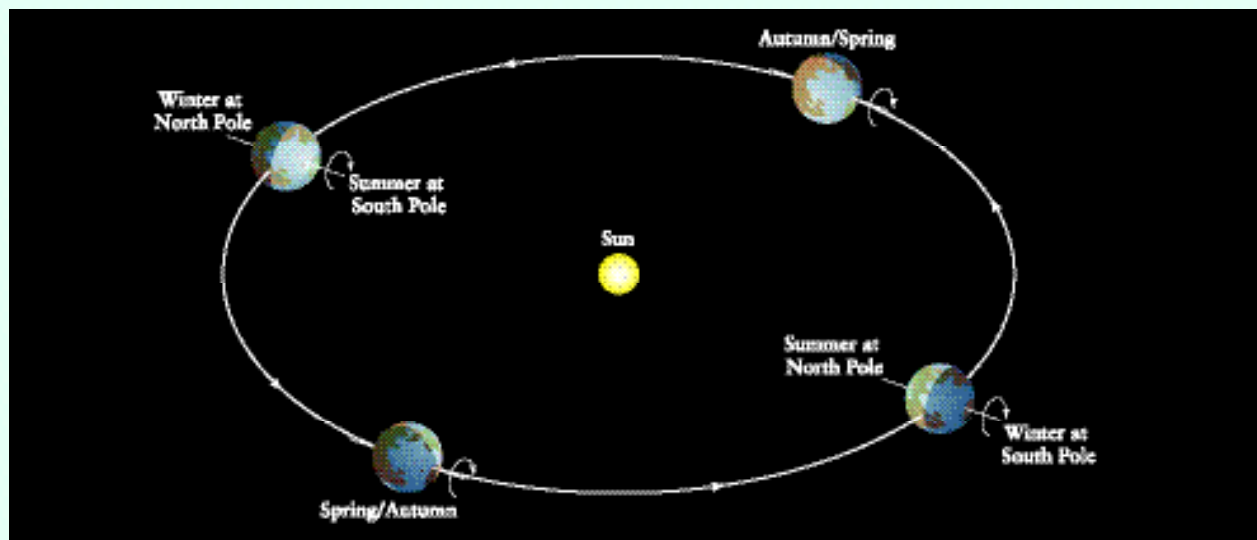 Autumn/Spring
Winter at
North Pole
Summer at
South Pole
Sun
Summer at
North Pole
Winter at
South Pole
Spring/Autumn